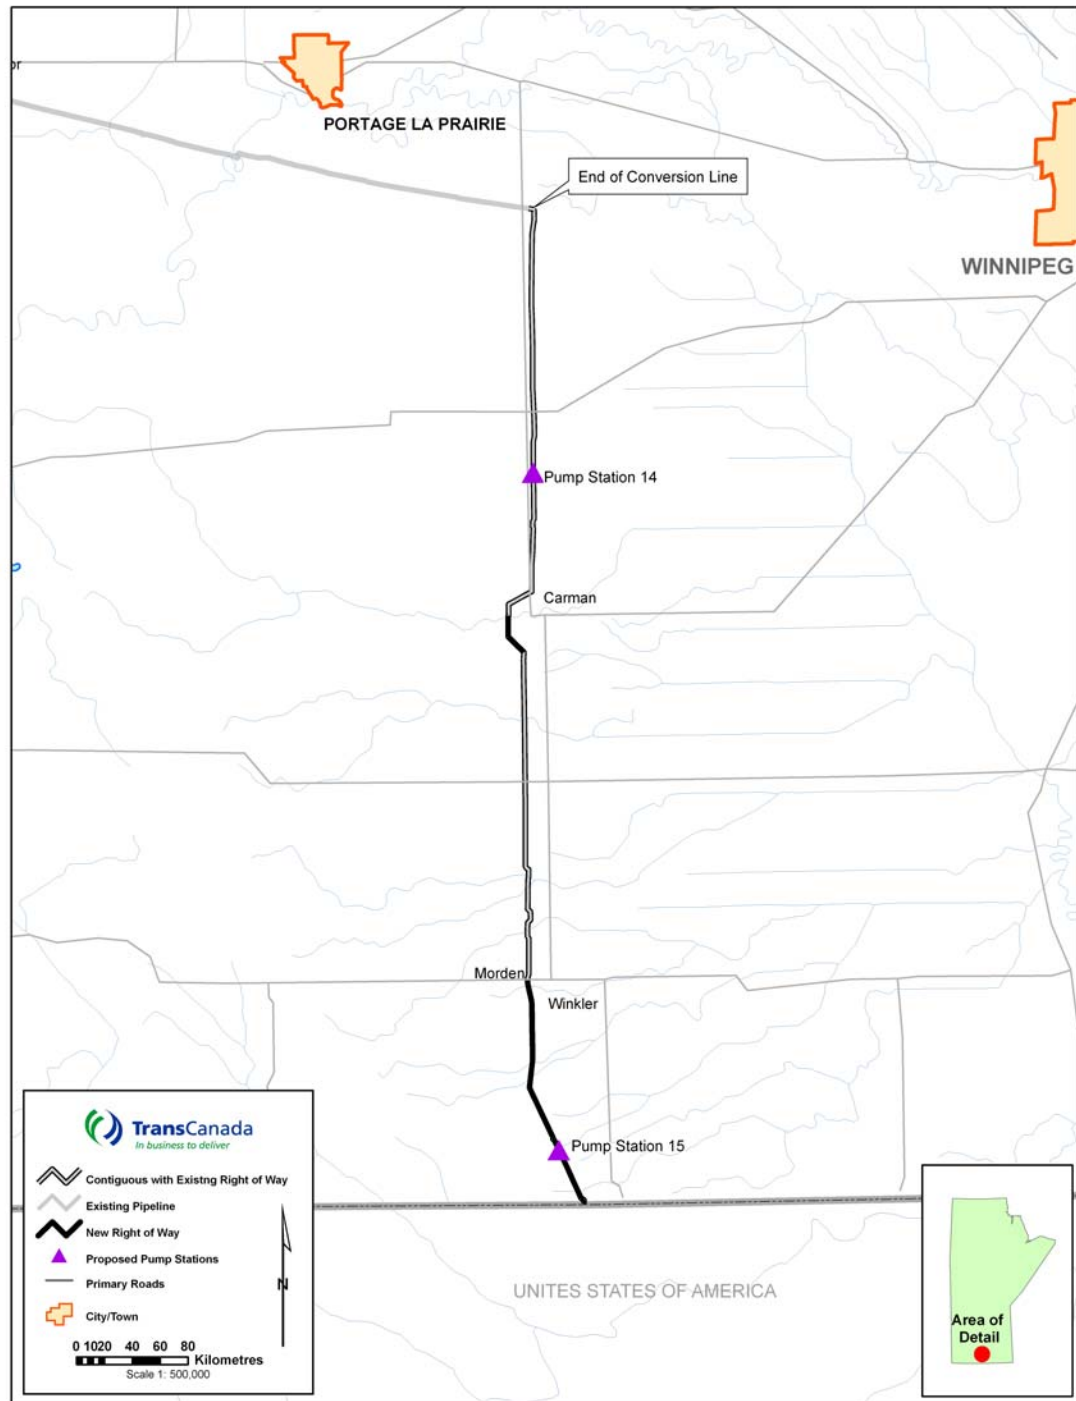 or
PORTAGE LA PRAIRIE
End of Conversion Line
WINNIPEG
Pump Station 14
Carman
Morden
Winkler
Pump Station 15
TransCanada
In business to deliver
Contiguous with Existng Right of Way
Existing Pipeline
New Right of Way
Proposed Pump Stations
Primary Roads
City/Town
N
0 1020 40 60 80
Kilometres
Scale 1: 500,000
UNITES STATES OF AMERICA
Area of
Detail